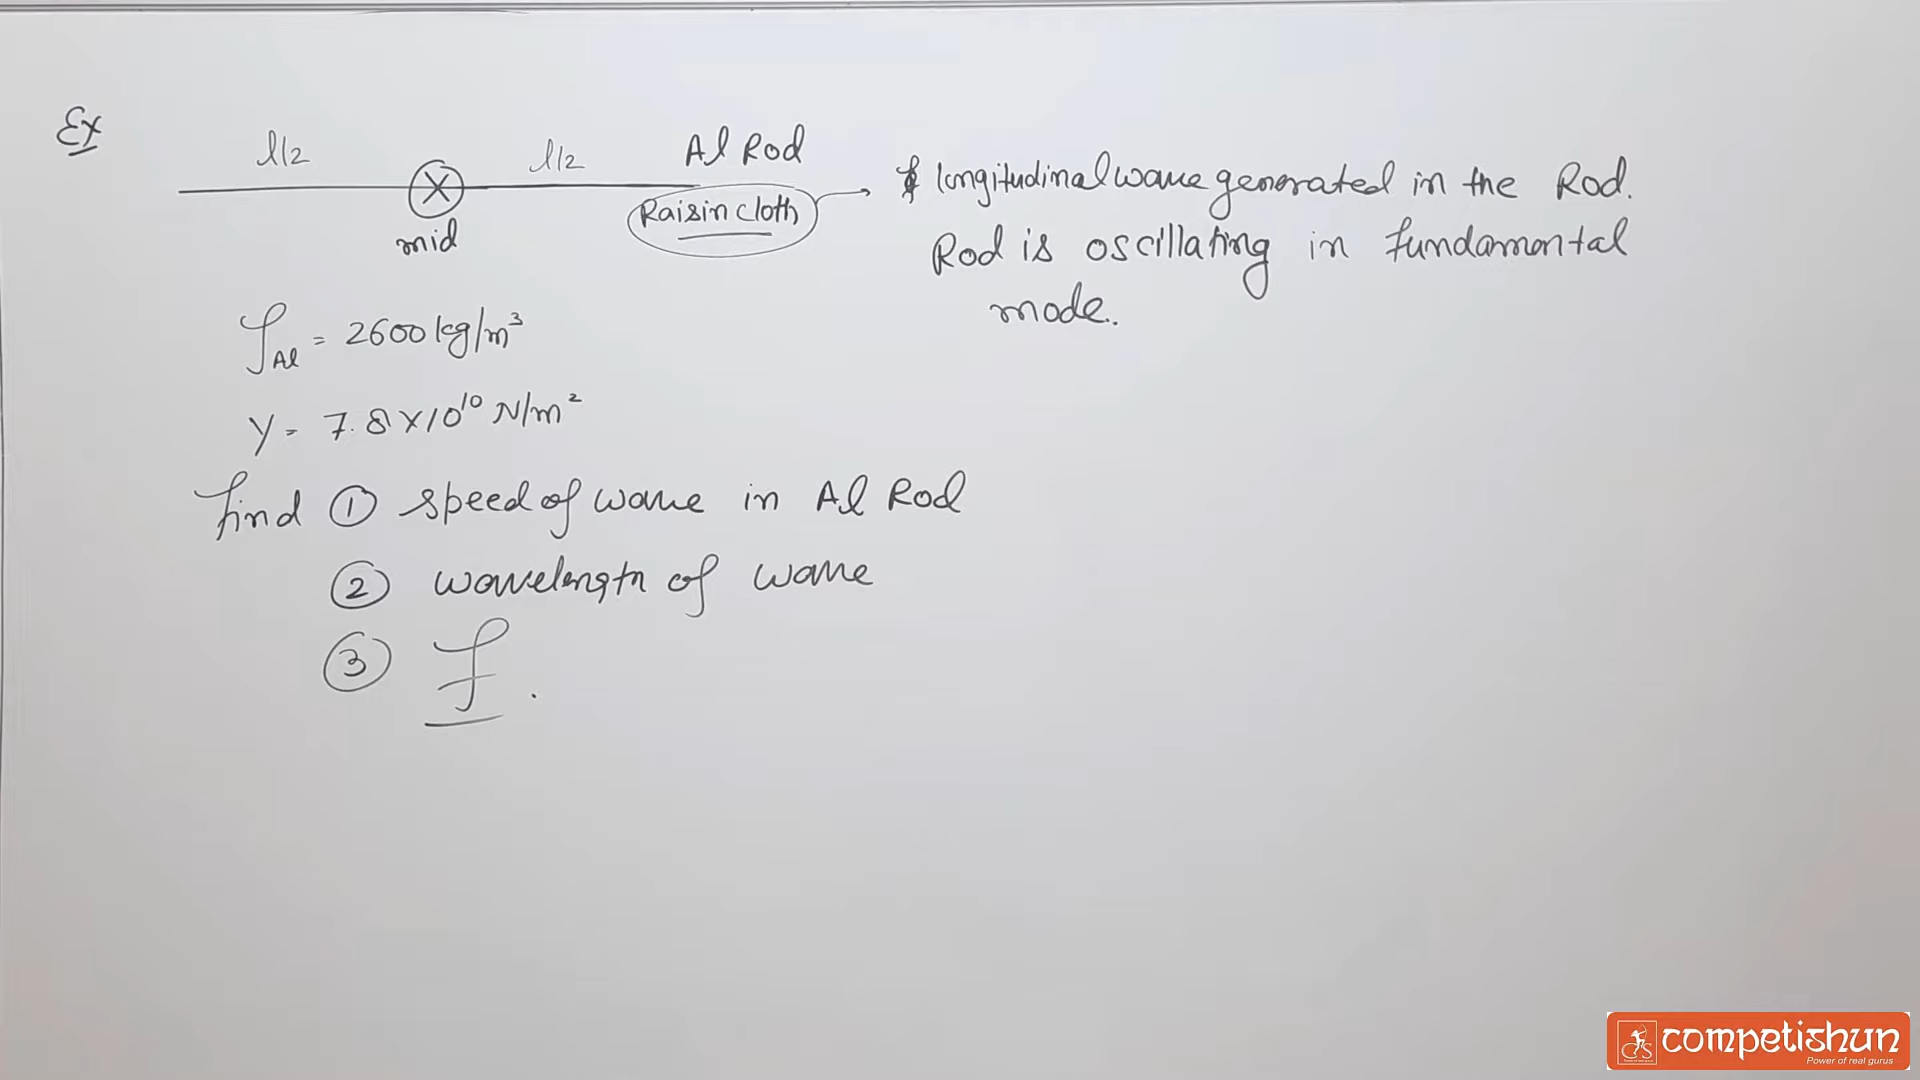 Ex
l/2
l/2
Al Rod
mid
Raisin cloth
longitudinal wave generated in the Rod.
Rod is oscillating in fundamental
mode.
ρAl = 2600 kg/m³
Y = 7.8 × 10¹⁰ N/m²
find ① speed of wave in Al Rod
② wavelength of wave
③ f.
competishun
Power of real gurus